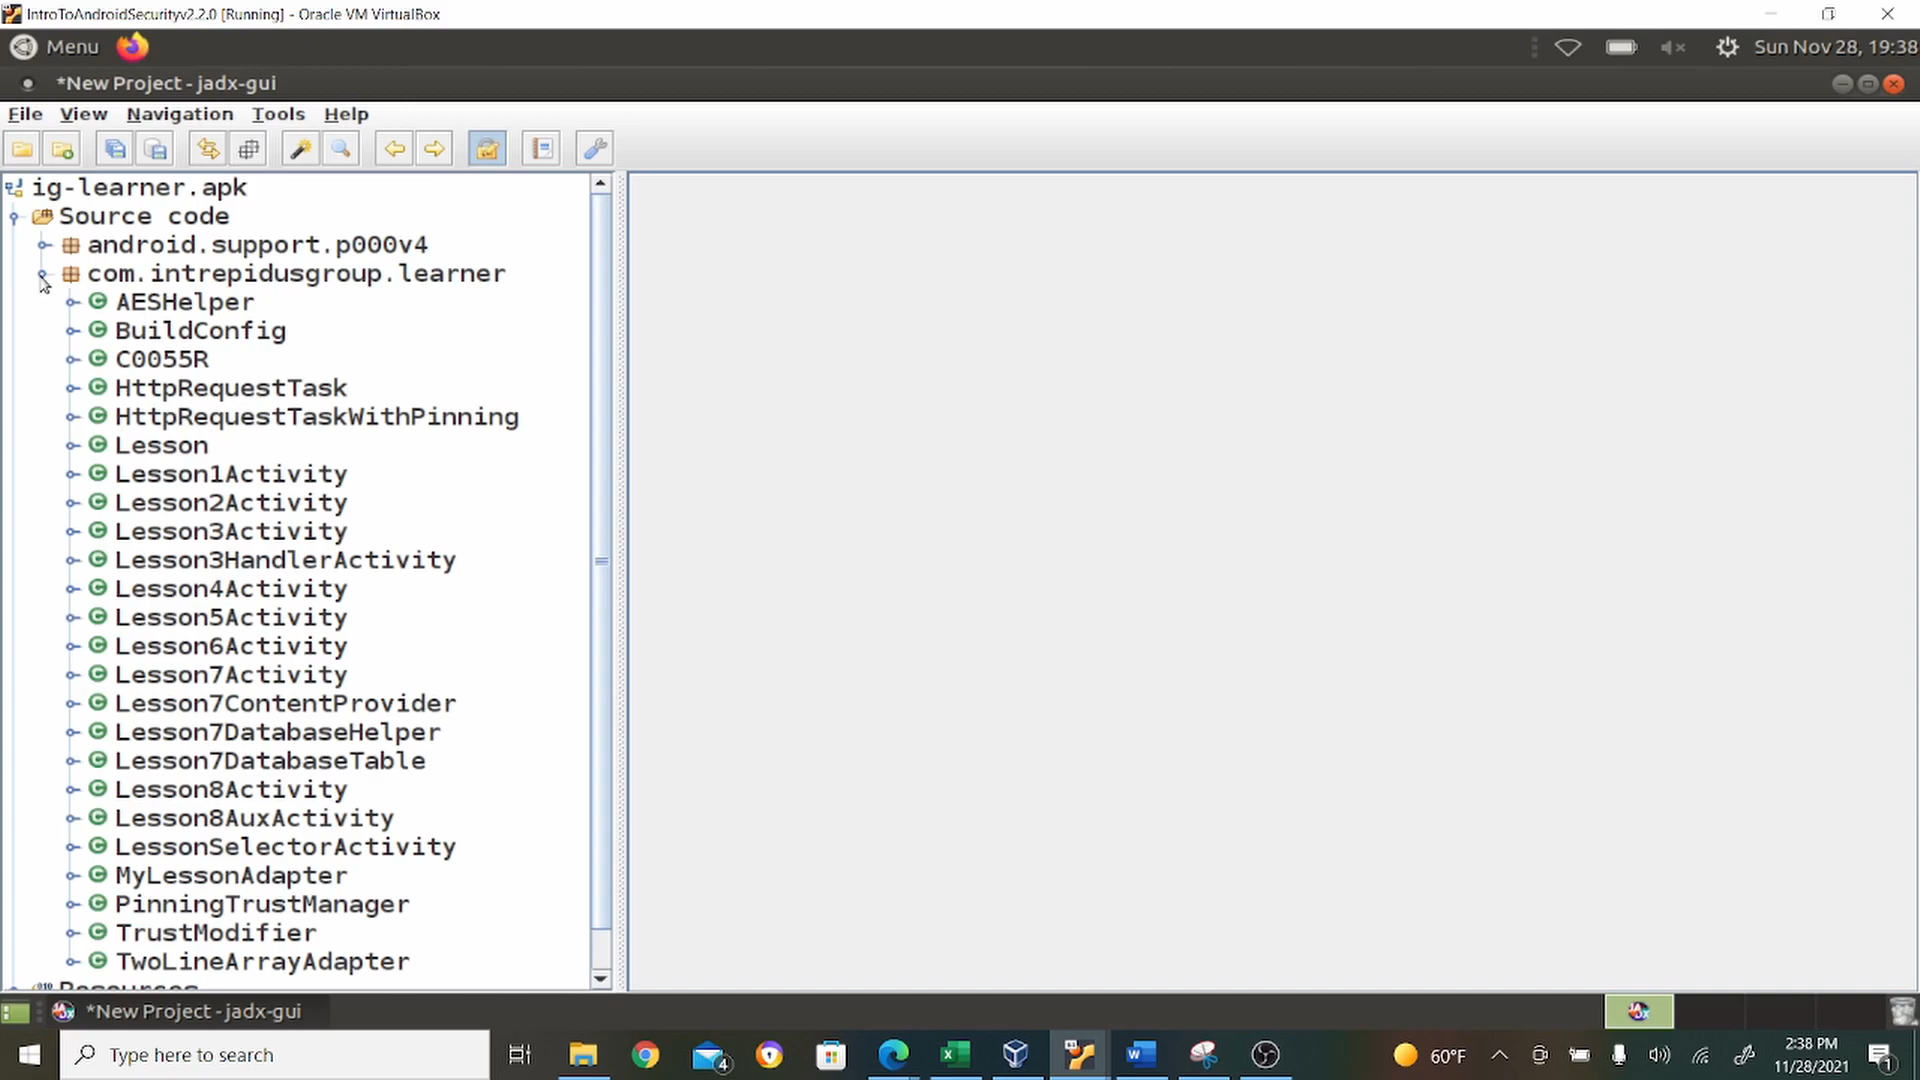 IntroToAndroidSecurityv2.2.0 [Running] - Oracle VM VirtualBox
Menu
Sun Nov 28, 19:38
*New Project - jadx-gui
File View Navigation Tools Help
ig-learner.apk
Source code
android.support.p000v4
com.intrepidusgroup.learner
AESHelper
BuildConfig
C0055R
HttpRequestTask
HttpRequestTaskWithPinning
Lesson
Lesson1Activity
Lesson2Activity
Lesson3Activity
Lesson3HandlerActivity
Lesson4Activity
Lesson5Activity
Lesson6Activity
Lesson7Activity
Lesson7ContentProvider
Lesson7DatabaseHelper
Lesson7DatabaseTable
Lesson8Activity
Lesson8AuxActivity
LessonSelectorActivity
MyLessonAdapter
PinningTrustManager
TrustModifier
TwoLineArrayAdapter
Resources
*New Project - jadx-gui
Type here to search
4
60°F
2:38 PM
11/28/2021
1